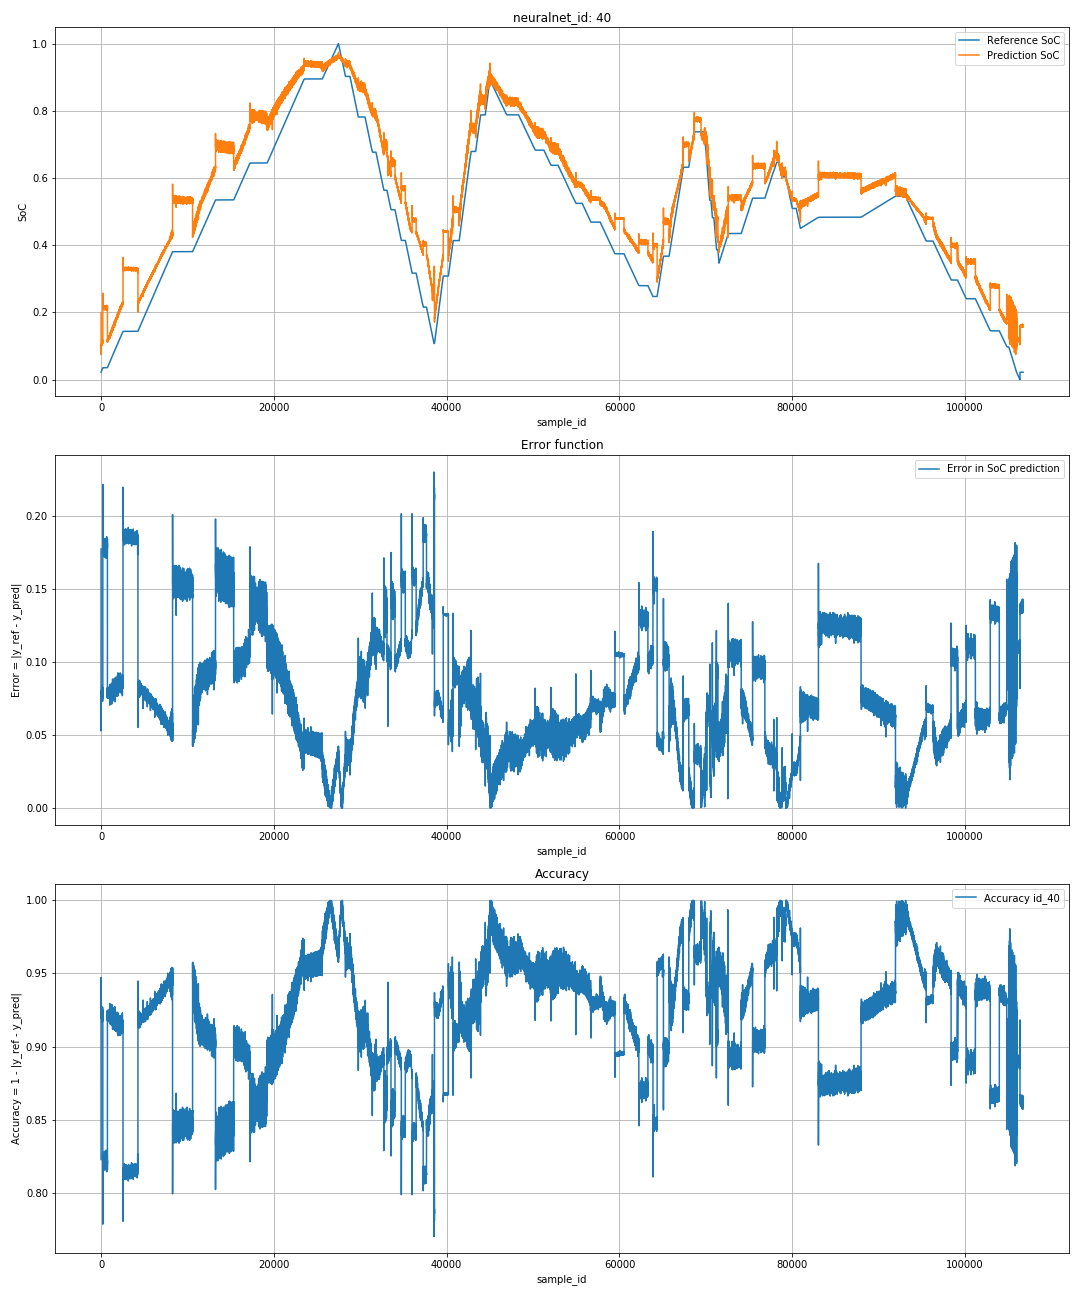 neuralnet_id: 40
1.0
0.8
0.6
0.4
0.2
0.0
SoC
Reference SoC
Prediction SoC
0 20000 40000 60000 80000 100000
sample_id
Error function
0.20
0.15
0.10
0.05
0.00
Error = |y_ref - y_pred|
Error in SoC prediction
0 20000 40000 60000 80000 100000
sample_id
Accuracy
1.00
0.95
0.90
0.85
0.80
Accuracy = 1 - |y_ref - y_pred|
Accuracy id_40
0 20000 40000 60000 80000 100000
sample_id